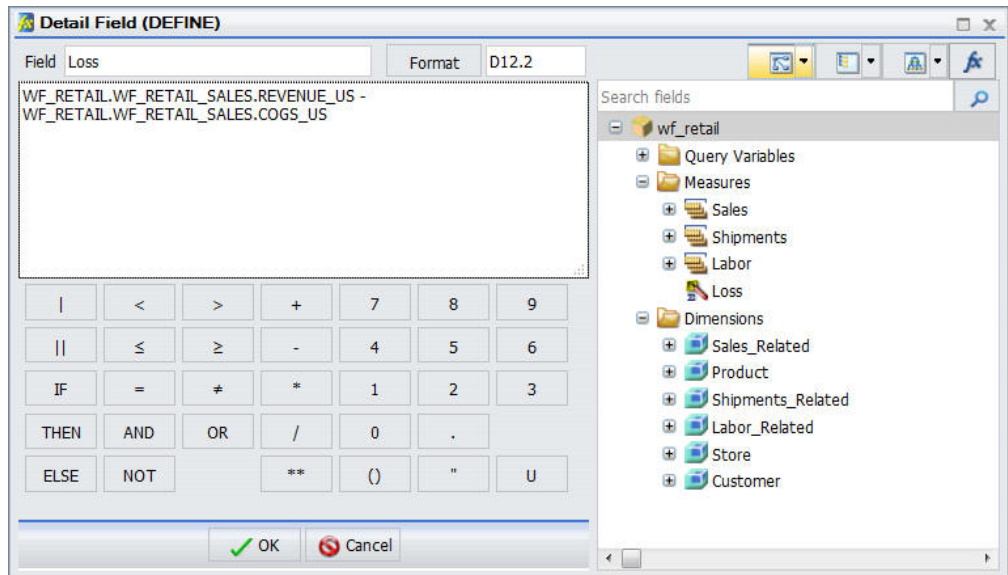 Detail Field (DEFINE)
Field Loss Format D12.2
WF_RETAIL.WF_RETAIL_SALES.REVENUE_US -
WF_RETAIL.WF_RETAIL_SALES.COGS_US
| < > + 7 8 9
|| ≤ ≥ - 4 5 6
IF = ≠ * 1 2 3
THEN AND OR / 0 .
ELSE NOT ** () " U
OK Cancel
fx
Search fields
wf_retail
Query Variables
Measures
Sales
Shipments
Labor
Loss
Dimensions
Sales_Related
Product
Shipments_Related
Labor_Related
Store
Customer